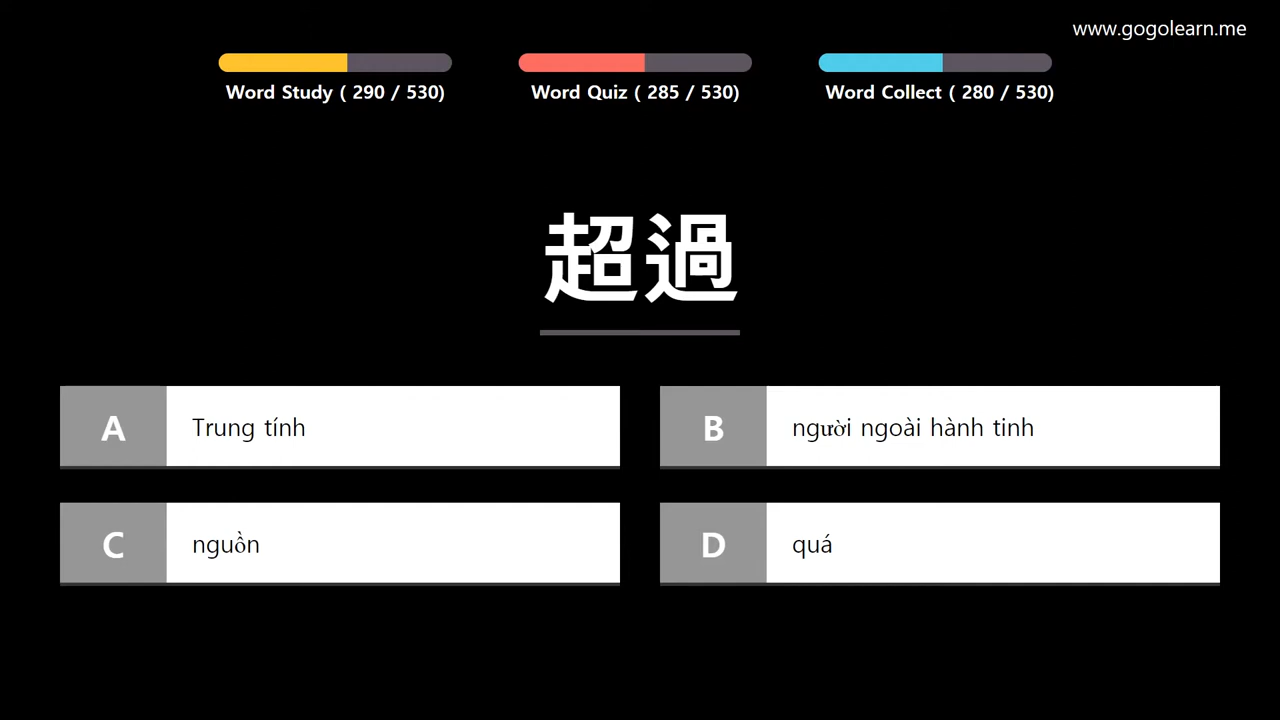 www.gogolearn.me
Word Study ( 290 / 530)
Word Quiz ( 285 / 530)
Word Collect ( 280 / 530)
超過
A
Trung tính
B
người ngoài hành tinh
C
nguồn
D
quá